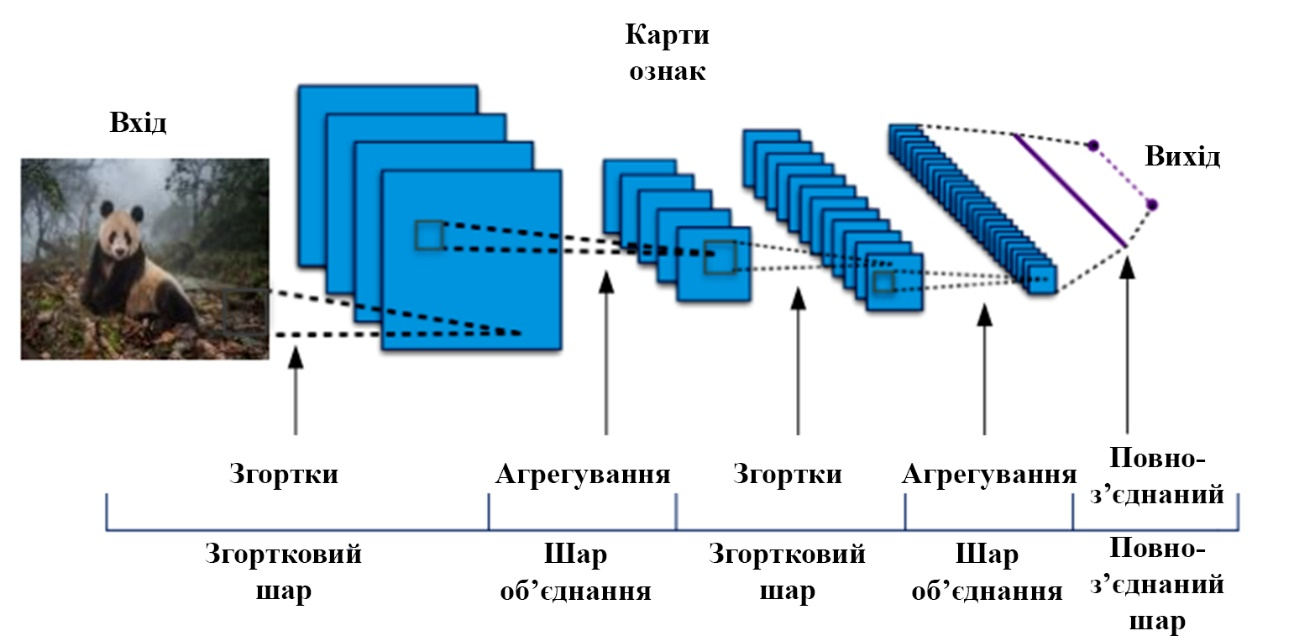 Карти
ознак
Вхід
Вихід
Згортки
Агрегування
Згортки
Агрегування
Повно-
з’єднаний
Згортковий
шар
Шар
об’єднання
Згортковий
шар
Шар
об’єднання
Повно-
з’єднаний
шар